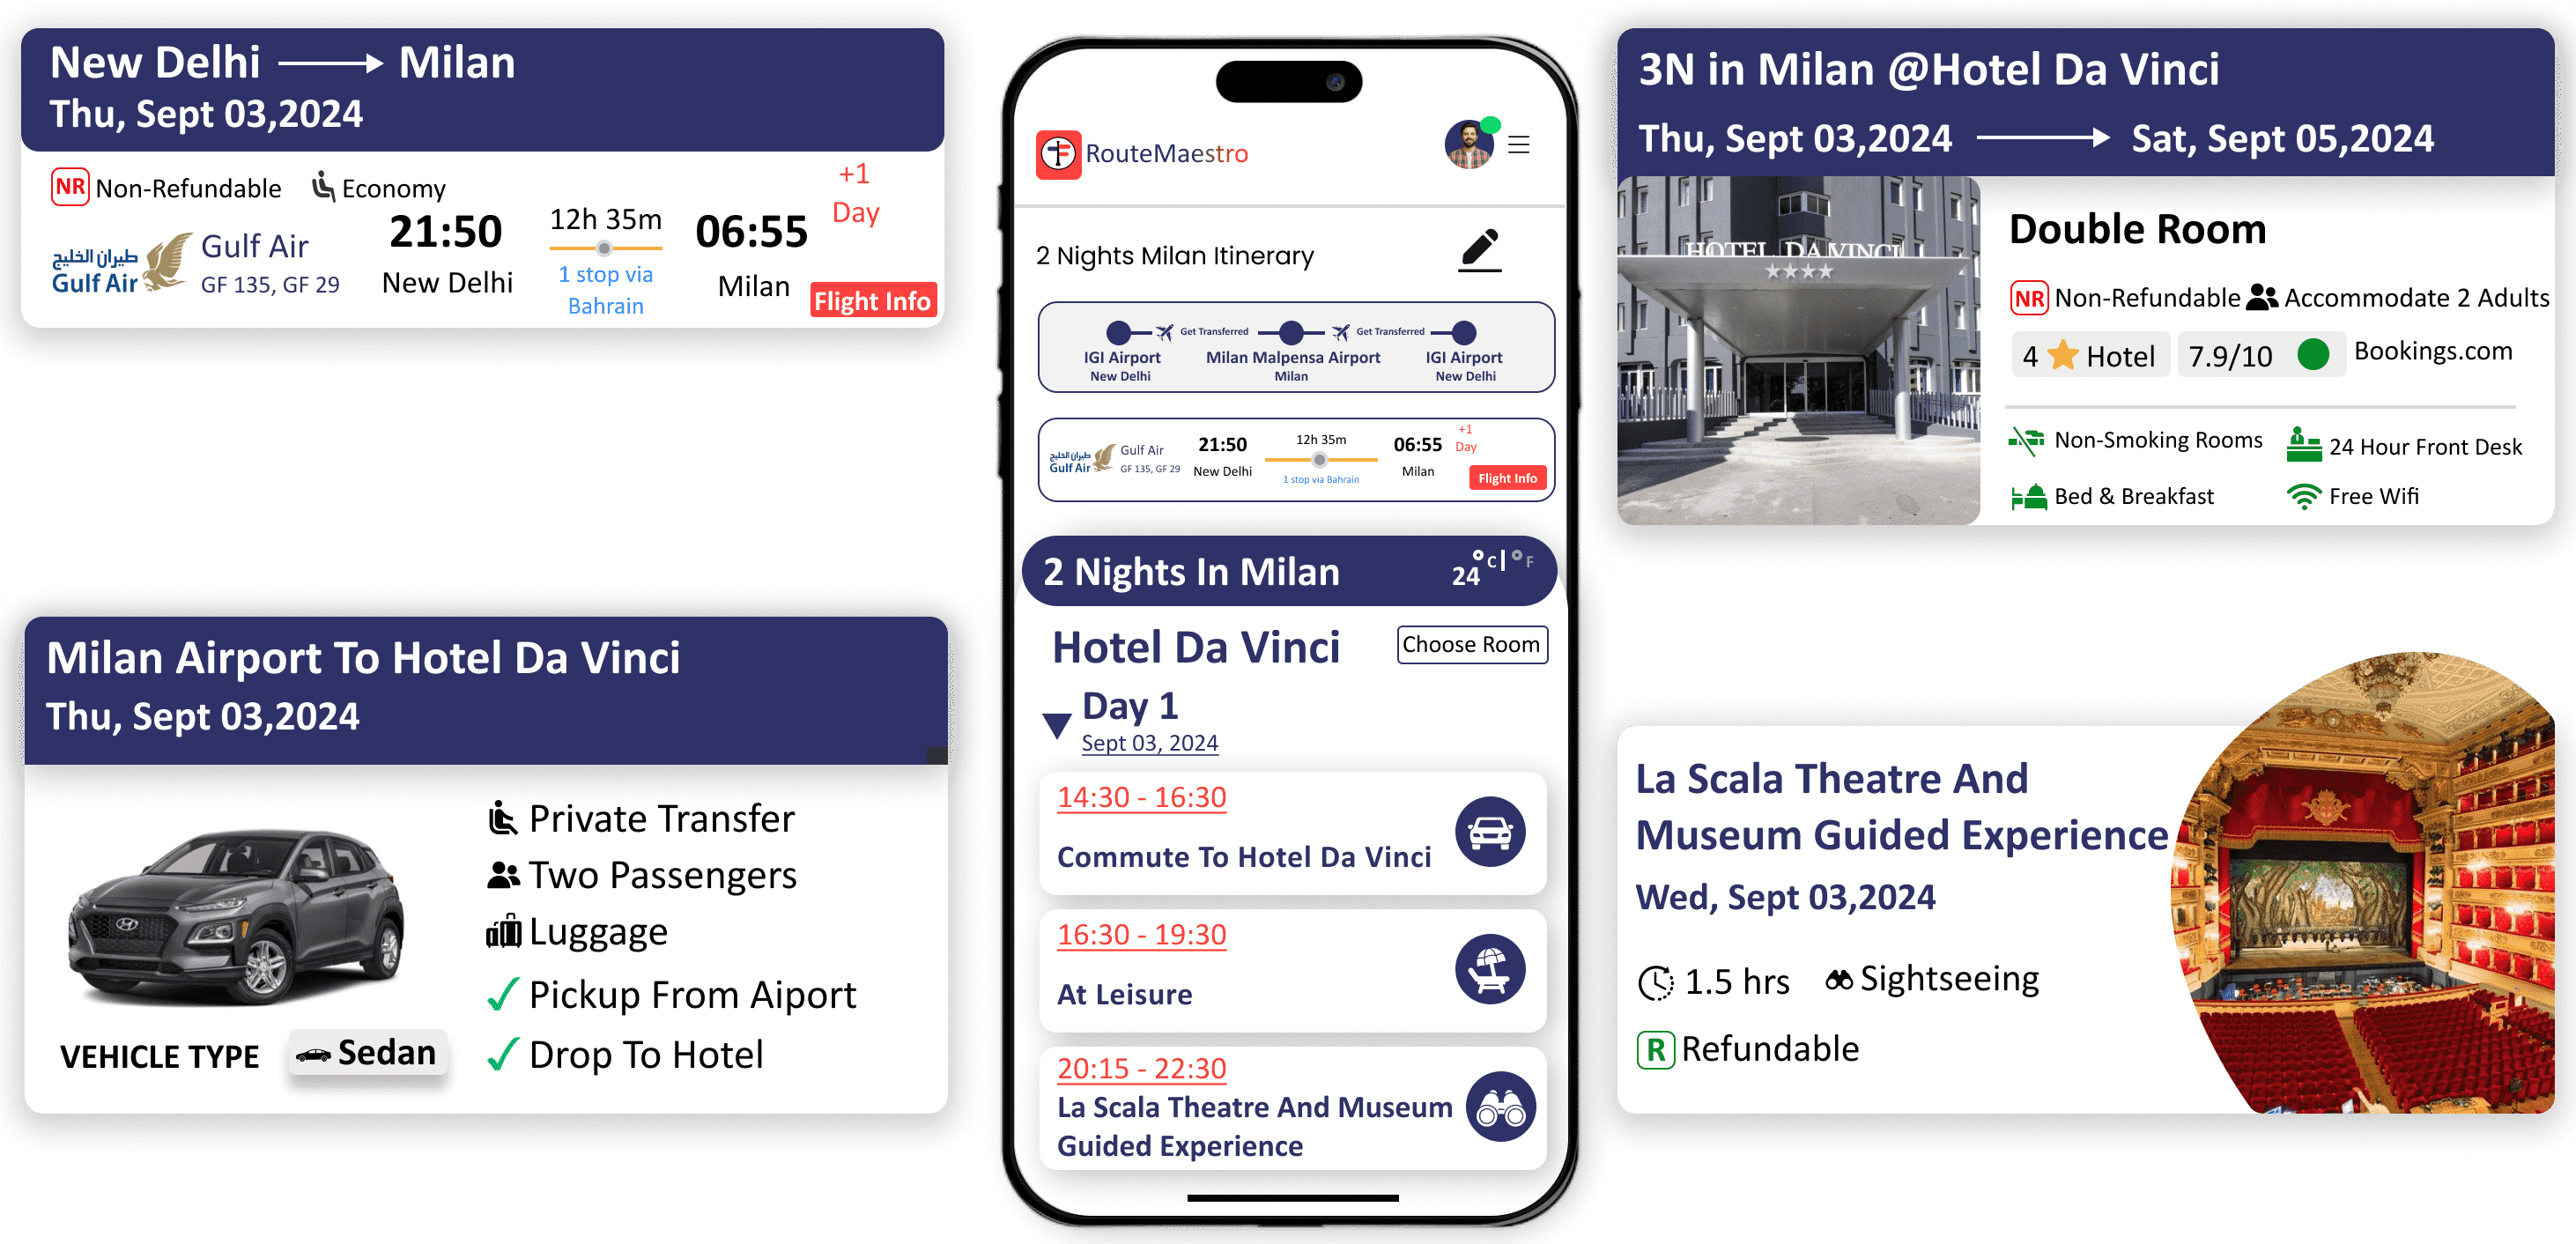 New Delhi Milan
Thu, Sept 03,2024
NR Non-Refundable Economy
+1
Day
طيران الخليج
Gulf Air
Gulf Air
GF 135, GF 29
21:50
New Delhi
12h 35m
1 stop via
Bahrain
06:55
Milan
Flight Info
Milan Airport To Hotel Da Vinci
Thu, Sept 03,2024
Private Transfer
Two Passengers
Luggage
Pickup From Aiport
Drop To Hotel
VEHICLE TYPE Sedan
RouteMaestro
2 Nights Milan Itinerary
Get Transferred Get Transferred
IGI Airport Milan Malpensa Airport IGI Airport
New Delhi Milan New Delhi
طيران الخليج
Gulf Air
Gulf Air
GF 135, GF 29
21:50
New Delhi
12h 35m
1 stop via Bahrain
06:55
Milan
+1
Day
Flight Info
2 Nights In Milan 24 °C|°F
Hotel Da Vinci Choose Room
Day 1
Sept 03, 2024
14:30 - 16:30
Commute To Hotel Da Vinci
16:30 - 19:30
At Leisure
20:15 - 22:30
La Scala Theatre And Museum
Guided Experience
3N in Milan @Hotel Da Vinci
Thu, Sept 03,2024 Sat, Sept 05,2024
HOTEL DA VINCI
Double Room
NR Non-Refundable Accommodate 2 Adults
4 Hotel 7.9/10 Bookings.com
Non-Smoking Rooms 24 Hour Front Desk
Bed & Breakfast Free Wifi
La Scala Theatre And
Museum Guided Experience
Wed, Sept 03,2024
1.5 hrs Sightseeing
R Refundable